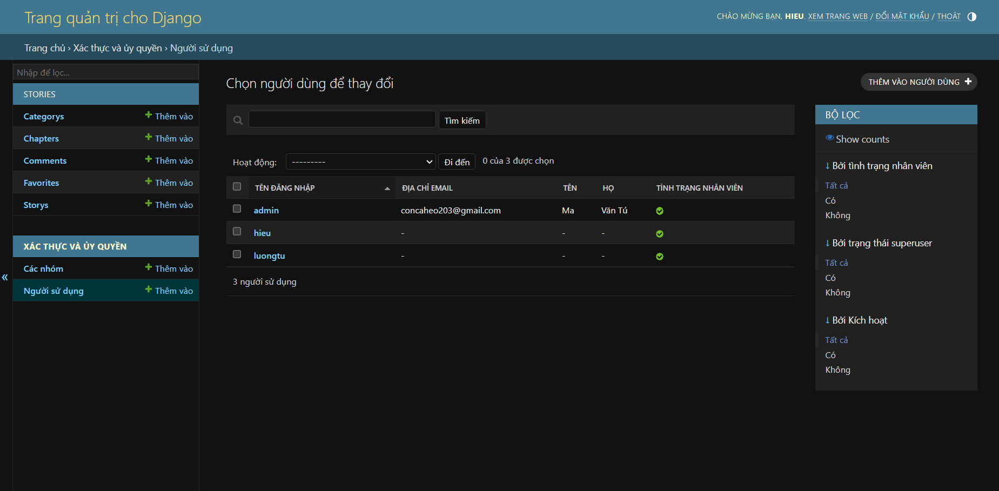 Trang quản trị cho Django
CHÀO MỪNG BẠN, HIEU. XEM TRANG WEB / ĐỔI MẬT KHẨU / THOÁT
Trang chủ › Xác thực và ủy quyền › Người sử dụng
Nhập để lọc...
STORIES
Categorys Thêm vào
Chapters Thêm vào
Comments Thêm vào
Favorites Thêm vào
Storys Thêm vào
XÁC THỰC VÀ ỦY QUYỀN
Các nhóm Thêm vào
Người sử dụng Thêm vào
«
Chọn người dùng để thay đổi
THÊM VÀO NGƯỜI DÙNG +
Tìm kiếm
Hoạt động: --------- Đi đến 0 của 3 được chọn
TÊN ĐĂNG NHẬP ĐỊA CHỈ EMAIL TÊN HỌ TÌNH TRẠNG NHÂN VIÊN
admin concaheo203@gmail.com Ma Văn Tú
hieu - - -
luongtu - - -
3 người sử dụng
BỘ LỌC
Show counts
↓ Bởi tình trạng nhân viên
Tất cả
Có
Không
↓ Bởi trạng thái superuser
Tất cả
Có
Không
↓ Bởi Kích hoạt
Tất cả
Có
Không